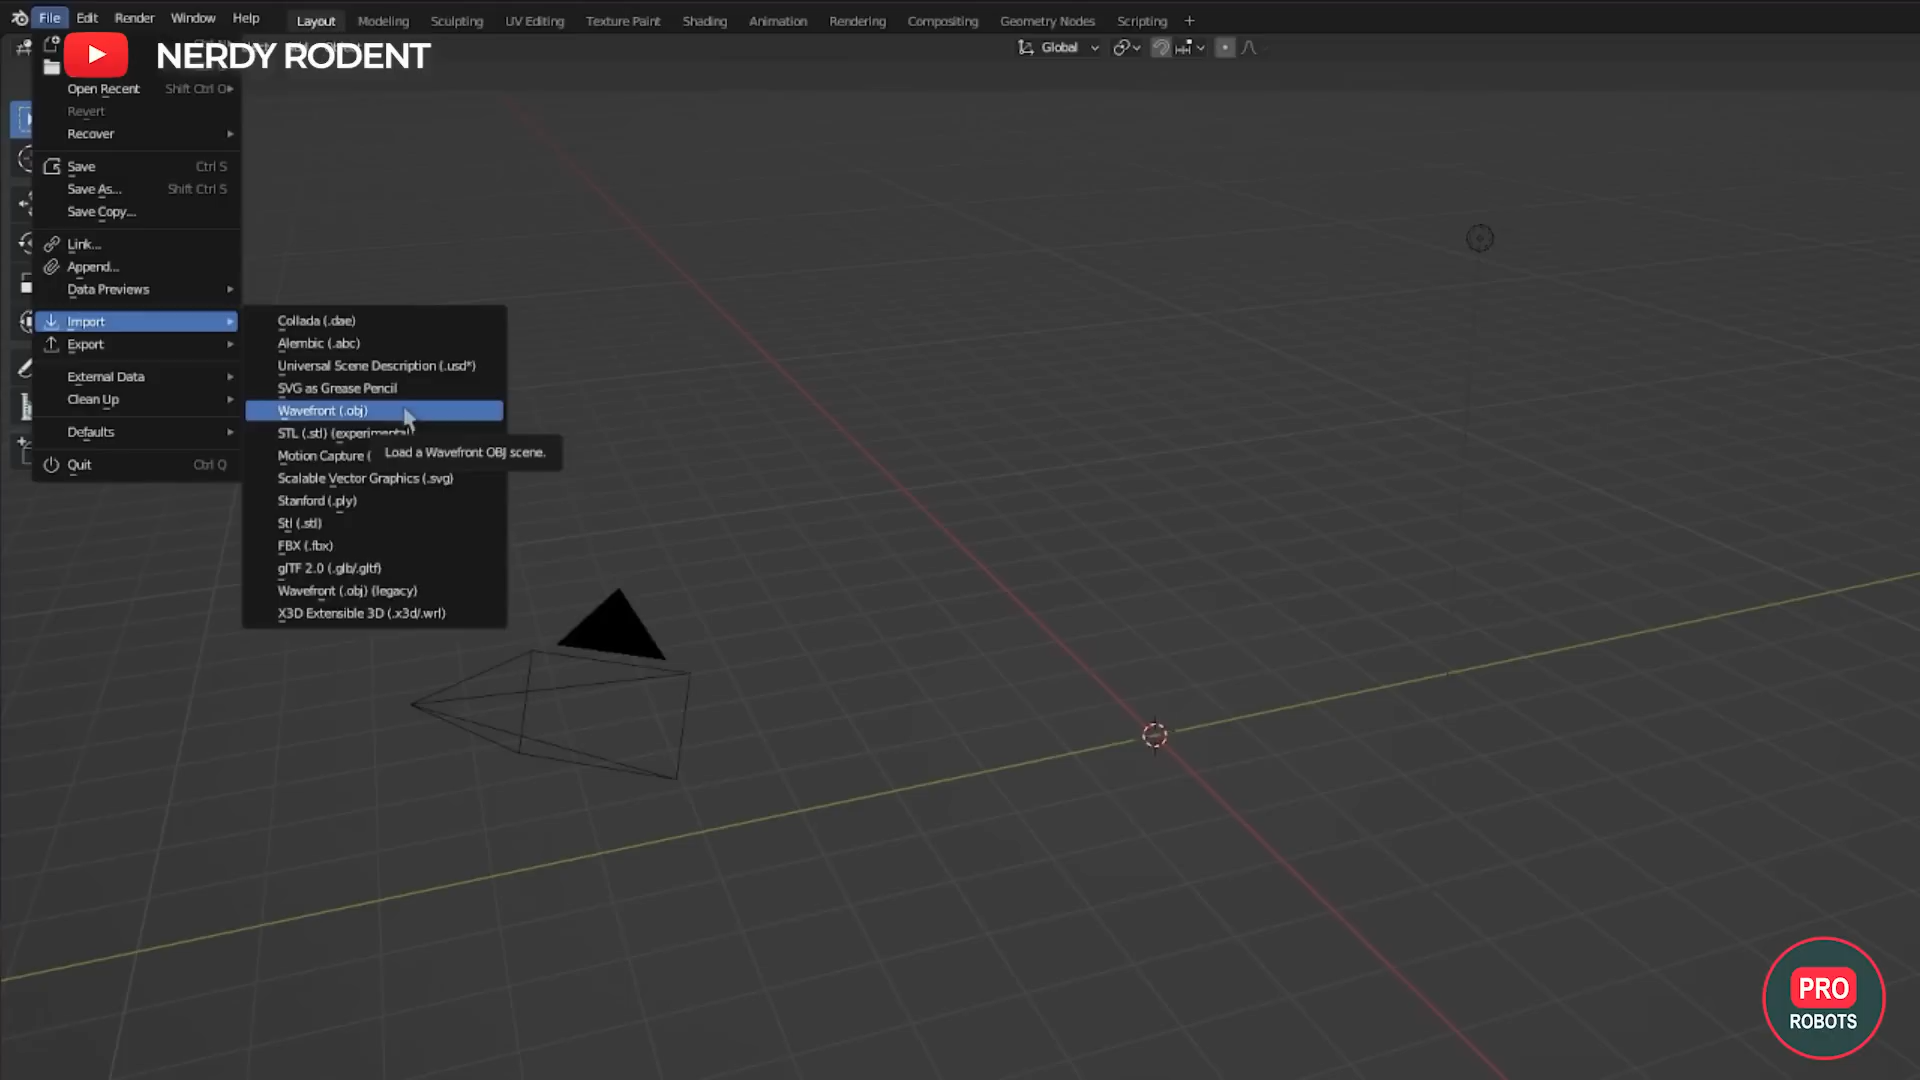 File Edit Render Window Help Layout Modeling Sculpting UV Editing Texture Paint Shading Animation Rendering Compositing Geometry Nodes Scripting +
NERDY RODENT
Global
Open Recent Shift Ctrl O
Revert
Recover
Save Ctrl S
Save As... Shift Ctrl S
Save Copy...
Link...
Append...
Data Previews
Import
Export
External Data
Clean Up
Defaults
Quit Ctrl Q
Collada (.dae)
Alembic (.abc)
Universal Scene Description (.usd*)
SVG as Grease Pencil
Wavefront (.obj)
STL (.stl) (experimental)
Motion Capture (
Load a Wavefront OBJ scene.
Scalable Vector Graphics (.svg)
Stanford (.ply)
Stl (.stl)
FBX (.fbx)
glTF 2.0 (.glb/.gltf)
Wavefront (.obj) (legacy)
X3D Extensible 3D (.x3d/.wrl)
PRO
ROBOTS